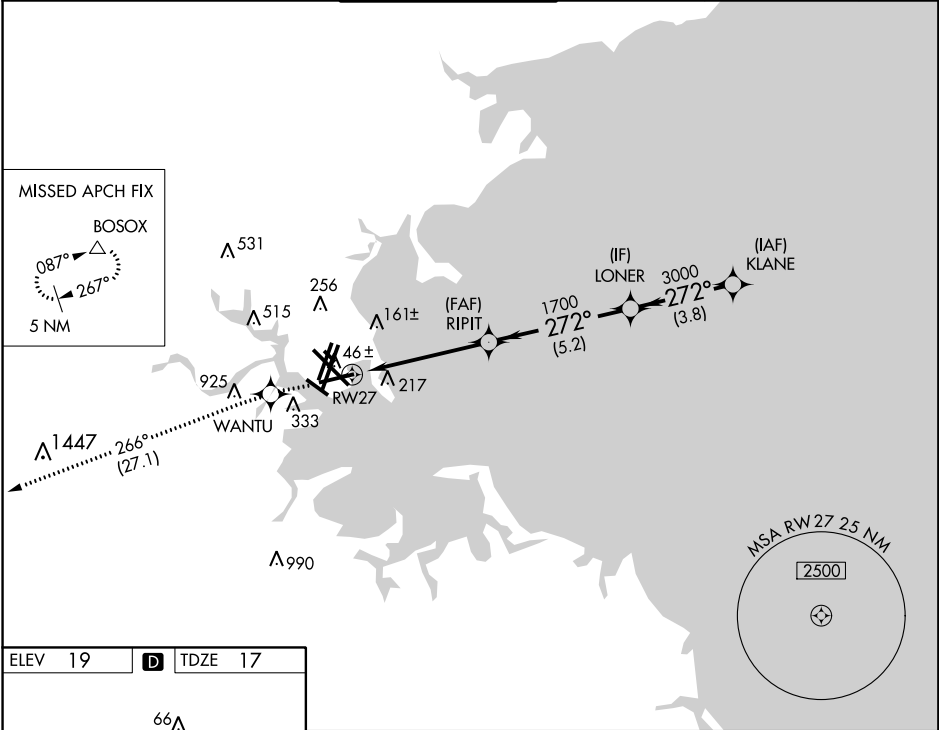 MISSED APCH FIX
BOSOX
087°
267°
5 NM
531
256
515
161±
46±
217
925
333
1447
990
RW27
WANTU
266°
(27.1)
(FAF)
RIPIT
1700
272°
(5.2)
(IF)
LONER
3000
272°
(3.8)
(IAF)
KLANE
MSA RW27 25 NM
2500
ELEV 19 D TDZE 17
66